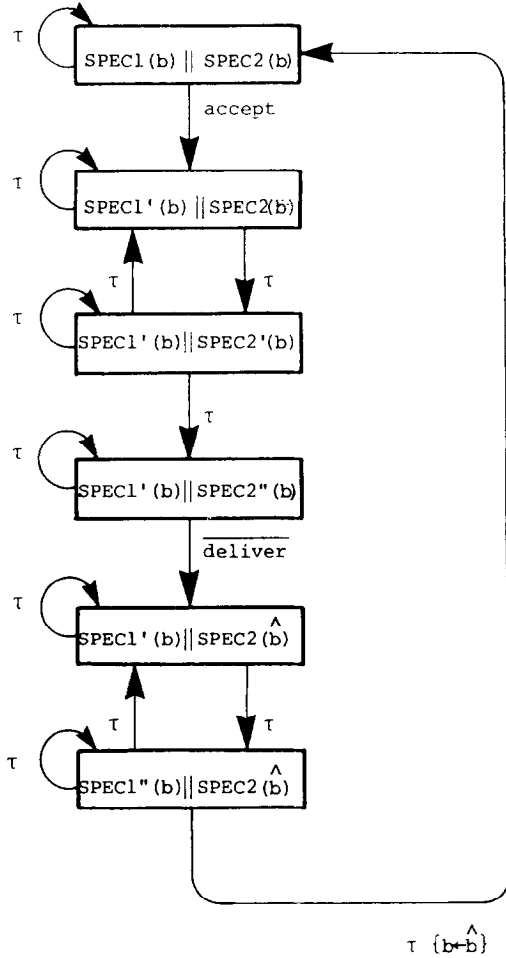 τ
SPEC1(b) || SPEC2(b)
accept
τ
SPEC1'(b) || SPEC2(b)
τ
τ
τ
SPEC1'(b) || SPEC2'(b)
τ
τ
SPEC1'(b) || SPEC2"(b)
deliver
τ
SPEC1'(b) || SPEC2(b̂)
τ
τ
τ
SPEC1"(b) || SPEC2(b̂)
τ {b←b̂}